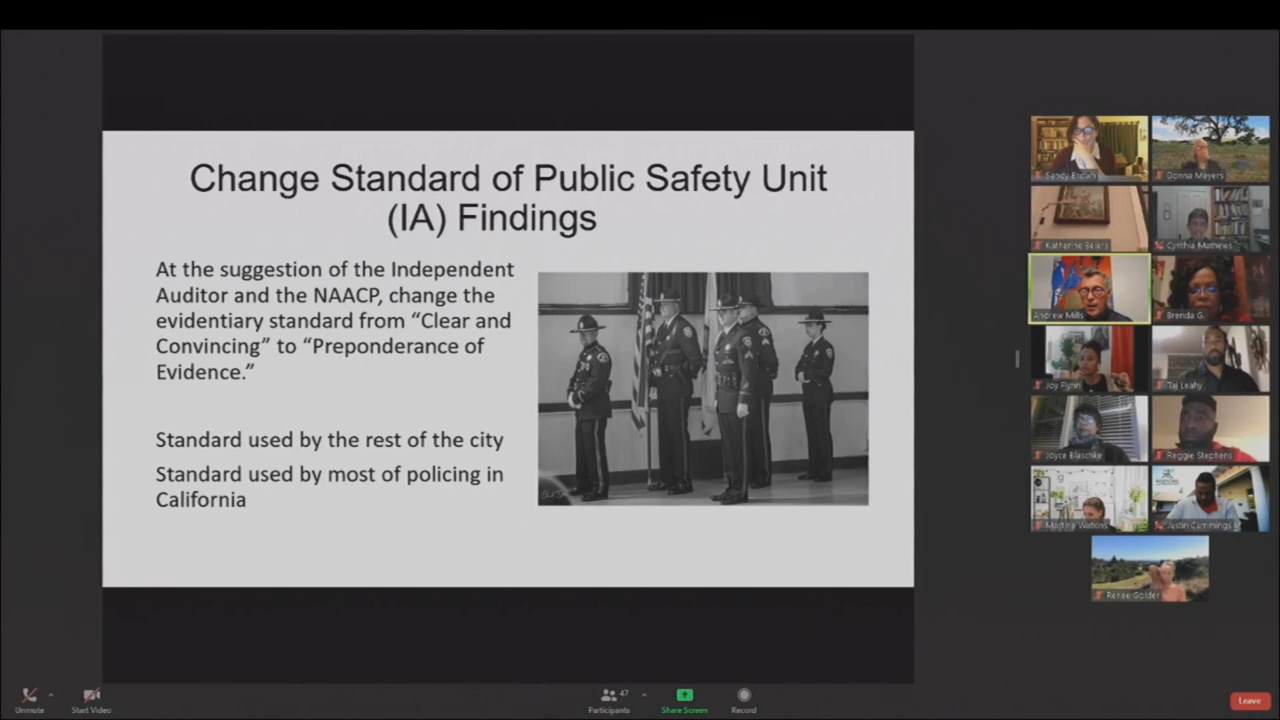 Change Standard of Public Safety Unit
(IA) Findings
At the suggestion of the Independent
Auditor and the NAACP, change the
evidentiary standard from “Clear and
Convincing” to “Preponderance of
Evidence.”
Standard used by the rest of the city
Standard used by most of policing in
California
Sandy Brown
Donna Meyers
Katherine Beiers
Cynthia Mathews
Andrew Mills
Brenda G.
Joy Flynn
Taj Leahy
Joyce Blaschke
Reggie Stephens
Martine Watkins
Justin Cummings
Renee Golder
Unmute
Start Video
47
Participants
Share Screen
Record
Leave